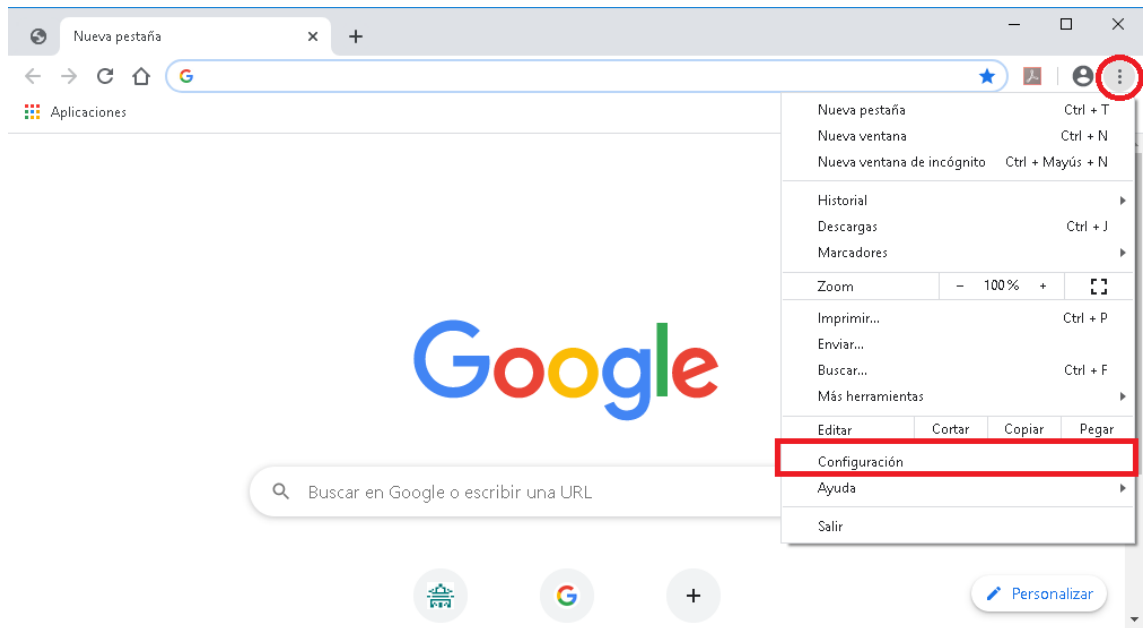 Nueva pestaña
Aplicaciones
Nueva pestaña Ctrl + T
Nueva ventana Ctrl + N
Nueva ventana de incógnito Ctrl + Mayús + N
Historial
Descargas Ctrl + J
Marcadores
Zoom - 100% +
Imprimir... Ctrl + P
Enviar...
Buscar... Ctrl + F
Más herramientas
Editar Cortar Copiar Pegar
Configuración
Ayuda
Salir
Google
Buscar en Google o escribir una URL
Personalizar